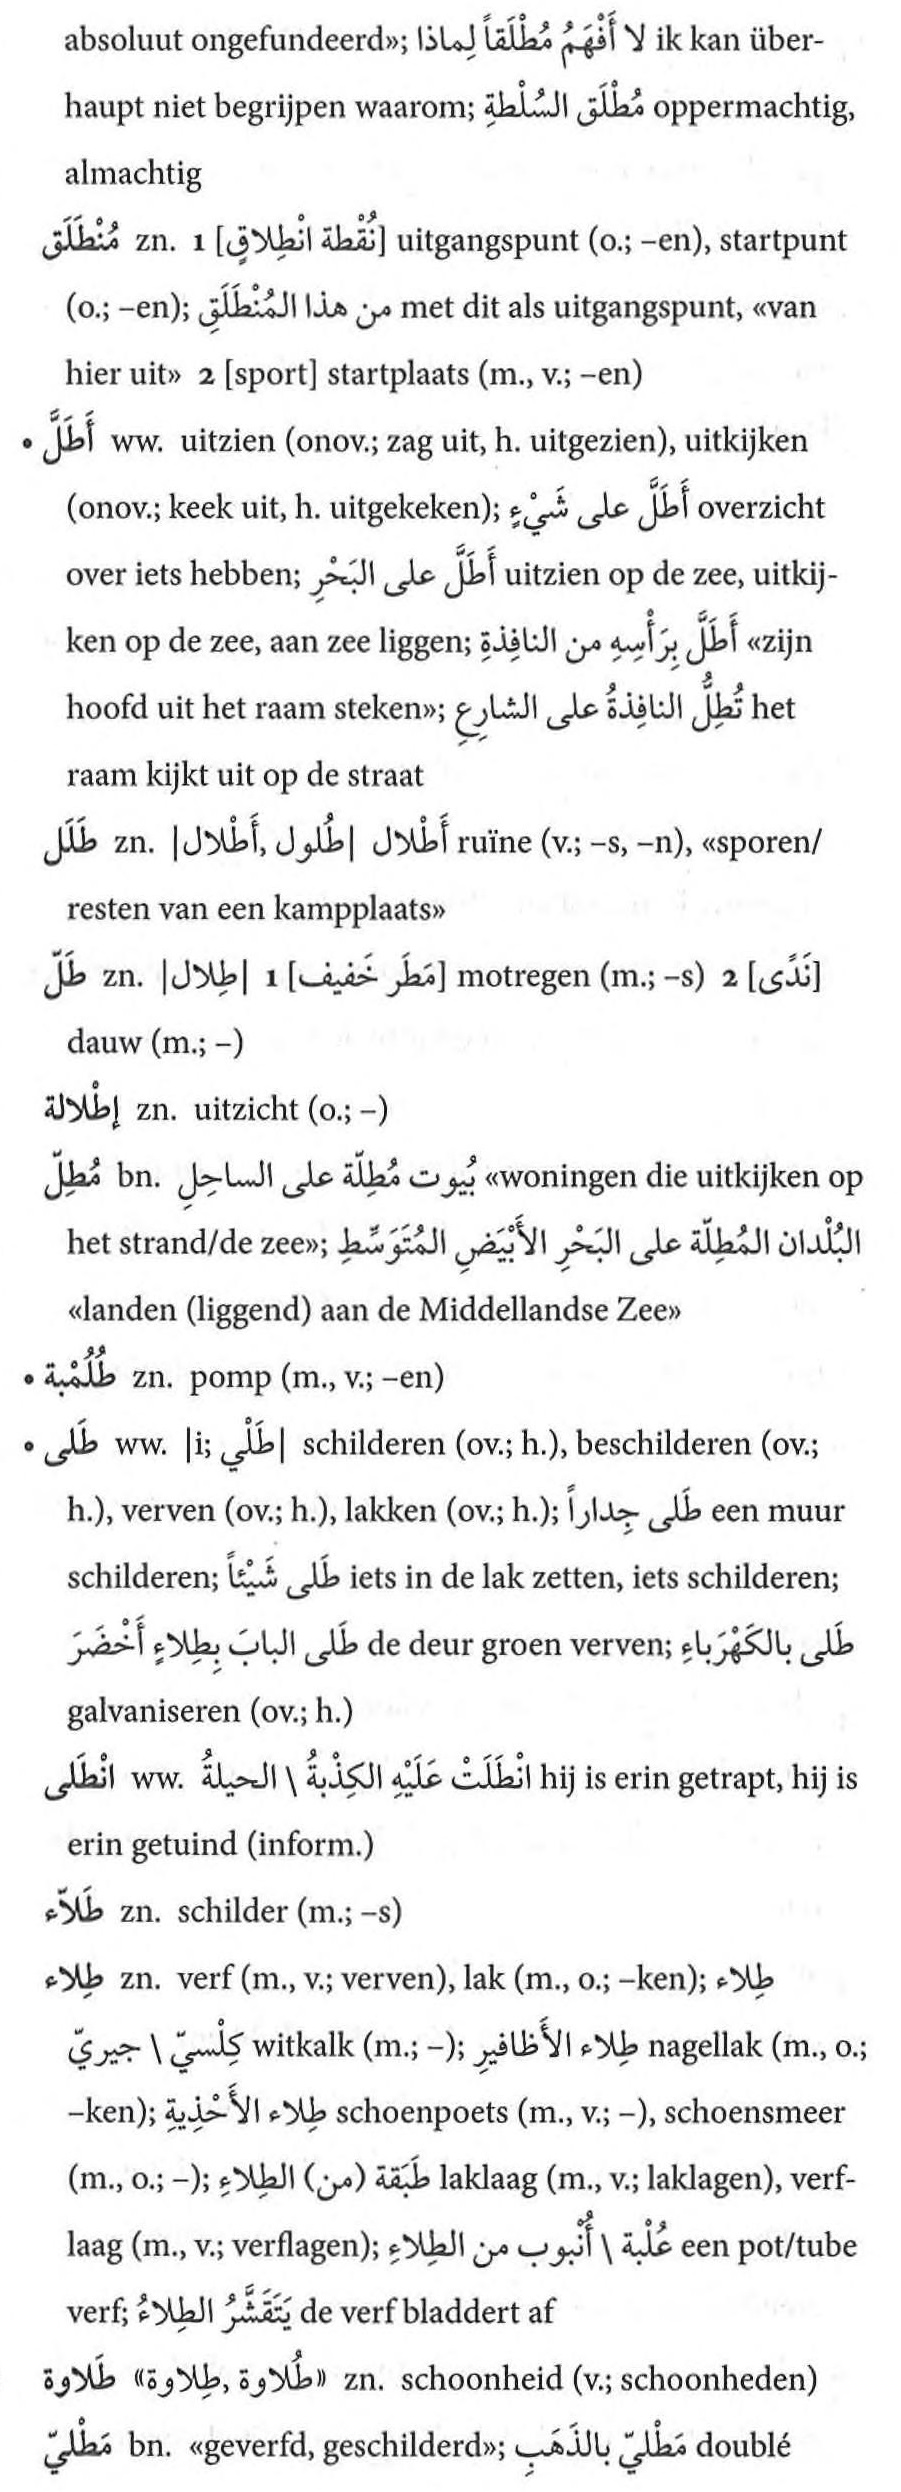 absoluut ongefundeerd»; لا أَفْهَمُ مُطْلَقاً لِماذا ik kan über-
haupt niet begrijpen waarom; مُطْلَق السُلْطةِ oppermachtig,
almachtig
مُنْطَلَق zn. 1 [نُقْطة انْطِلاقٍ] uitgangspunt (o.; –en), startpunt
(o.; –en); من هذا المُنْطَلَقِ met dit als uitgangspunt, «van
hier uit» 2 [sport] startplaats (m., v.; –en)
• أَطَلَّ ww. uitzien (onov.; zag uit, h. uitgezien), uitkijken
(onov.; keek uit, h. uitgekeken); أَطَلَّ على شَيْءٍ overzicht
over iets hebben; أَطَلَّ على البَحْرِ uitzien op de zee, uitkij-
ken op de zee, aan zee liggen; أَطَلَّ بِرَأْسِهِ من النافِذةِ «zijn
hoofd uit het raam steken»; تُطِلُّ النافِذةُ على الشارِعِ het
raam kijkt uit op de straat
طَلَل zn. |أَطْلال |طُلول ,أَطْلال ruïne (v.; –s, –n), «sporen/
resten van een kampplaats»
طَلّ zn. |طِلال| 1 [مَطَر خَفيف] motregen (m.; –s) 2 [نَدًى]
dauw (m.; –)
إطْلالة zn. uitzicht (o.; –)
مُطِلّ bn. بُيوت مُطِلّة على الساحِلِ «woningen die uitkijken op
het strand/de zee»; البُلْدان المُطِلّة على البَحْرِ الأَبْيَضِ المُتَوَسِّطِ
«landen (liggend) aan de Middellandse Zee»
• طُلُمْبة zn. pomp (m., v.; –en)
• طَلى ww. |i; طَلْي| schilderen (ov.; h.), beschilderen (ov.;
h.), verven (ov.; h.), lakken (ov.; h.); طَلى جِداراً een muur
schilderen; طَلى شَيْئاً iets in de lak zetten, iets schilderen;
طَلى البابَ بِطِلاءٍ أَخْضَرَ de deur groen verven; طَلى بالكَهْرَباءِ
galvaniseren (ov.; h.)
انْطَلى ww. انْطَلَتْ عَلَيْهِ الكِذْبةُ \ الحيلةُ hij is erin getrapt, hij is
erin getuind (inform.)
طَلاّء zn. schilder (m.; –s)
طِلاء zn. verf (m., v.; verven), lak (m., o.; –ken); طِلاء
كِلْسيّ \ جيريّ witkalk (m.; –); طِلاء الأَظافيرِ nagellak (m., o.;
–ken); طِلاء الأَحْذِيةِ schoenpoets (m., v.; –), schoensmeer
(m., o.; –); طَبَقة (من) الطِلاءِ laklaag (m., v.; laklagen), verf-
laag (m., v.; verflagen); عُلْبة \ أُنْبوب من الطِلاءِ een pot/tube
verf; يَتَقَشَّرُ الطِلاءُ de verf bladdert af
طَلاوة «طُلاوة, طِلاوة» zn. schoonheid (v.; schoonheden)
مَطْليّ bn. «geverfd, geschilderd»; مَطْليّ بالذَهَبِ doublé